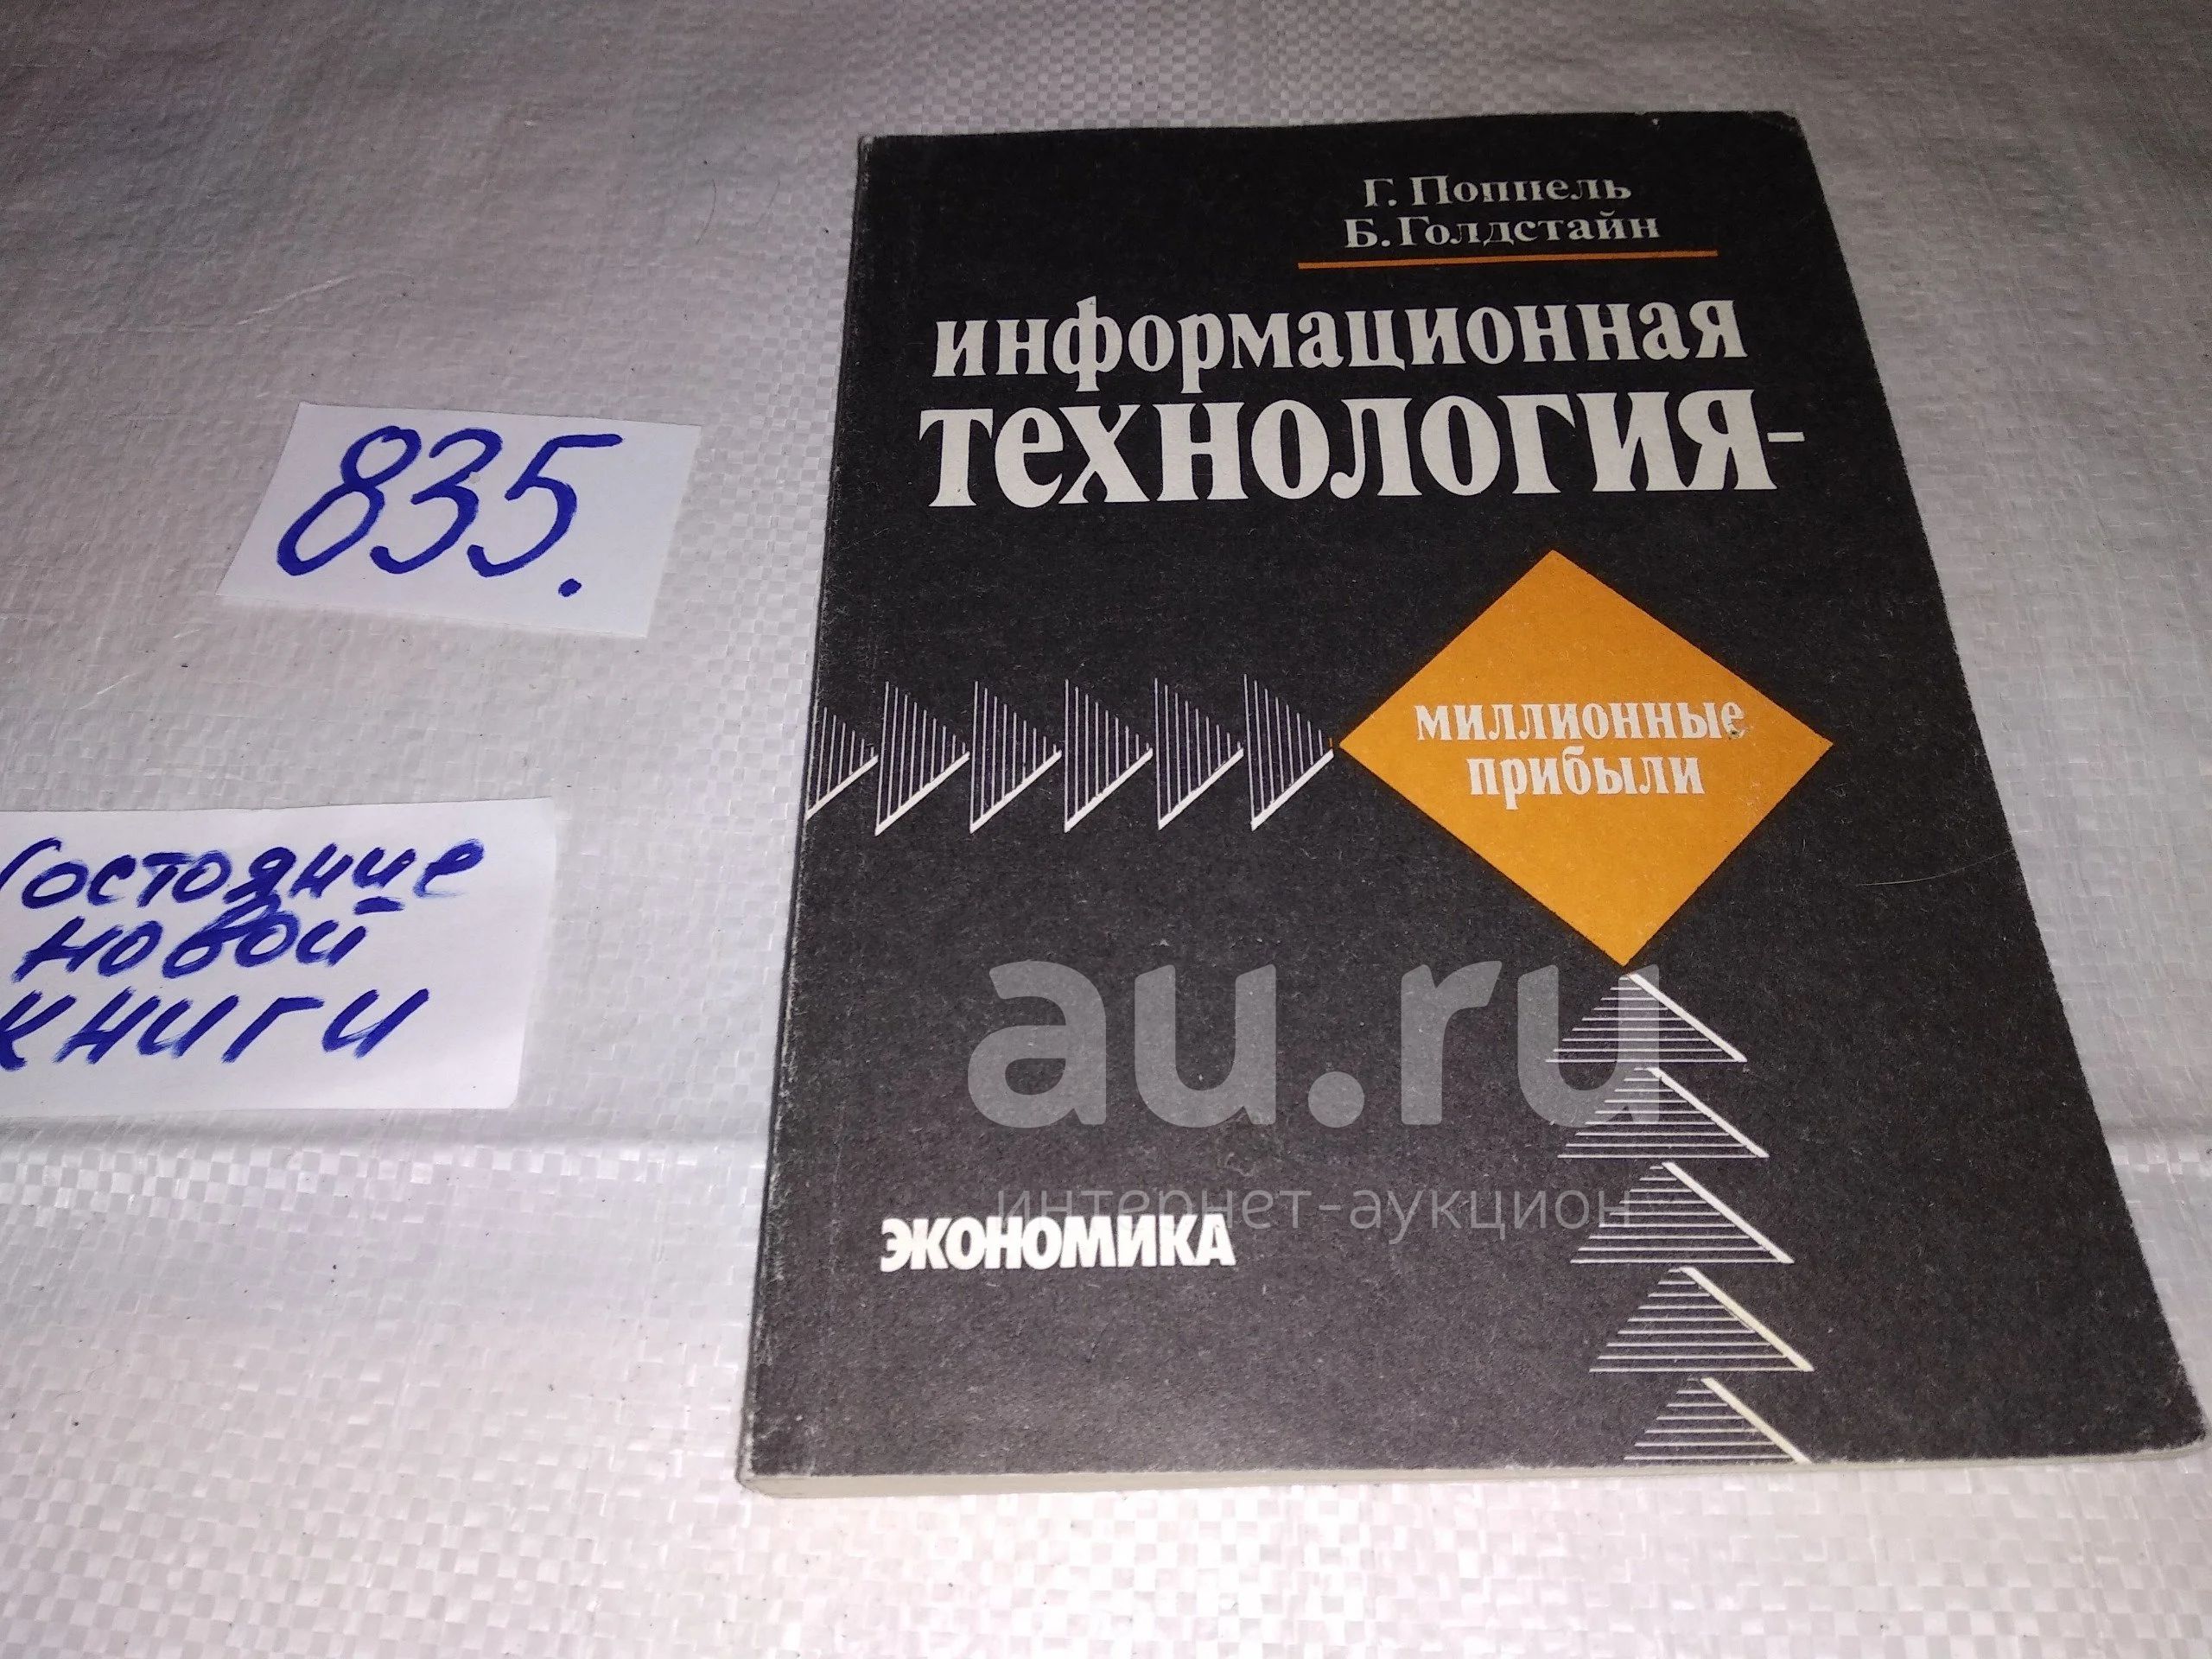 Г. Поппель
Б. Голдстайн
информационная
технология-
835.
миллионные
прибыли
Состояние
новой
книги
au.ru
интернет-аукцион
экономика